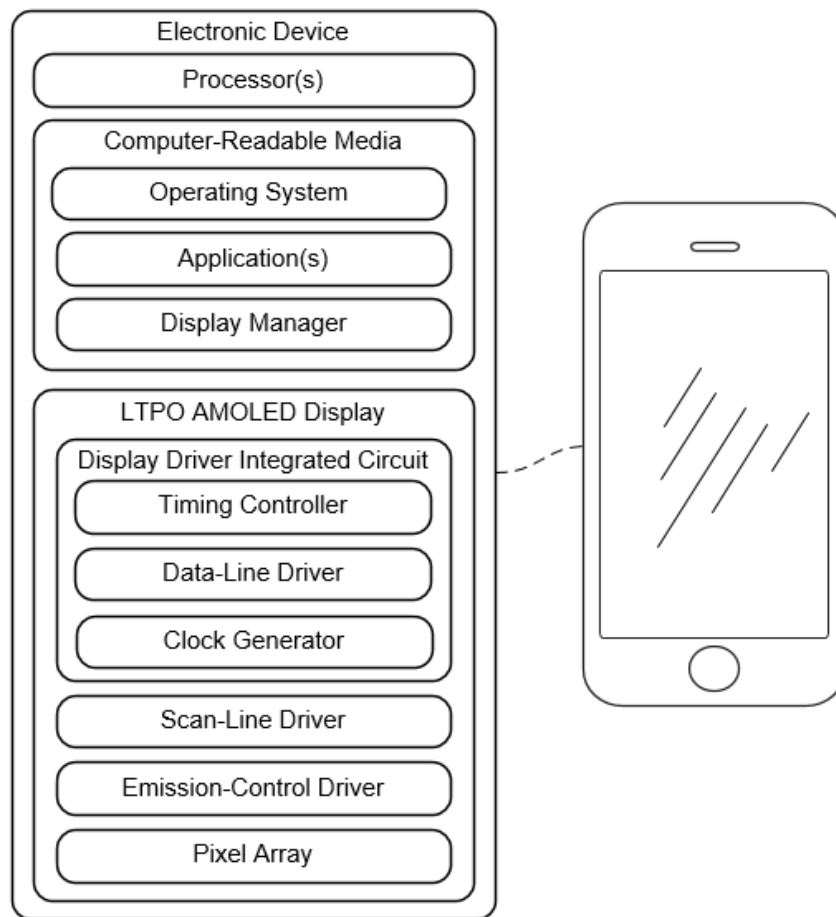 Electronic Device
Processor(s)
Computer-Readable Media
Operating System
Application(s)
Display Manager
LTPO AMOLED Display
Display Driver Integrated Circuit
Timing Controller
Data-Line Driver
Clock Generator
Scan-Line Driver
Emission-Control Driver
Pixel Array